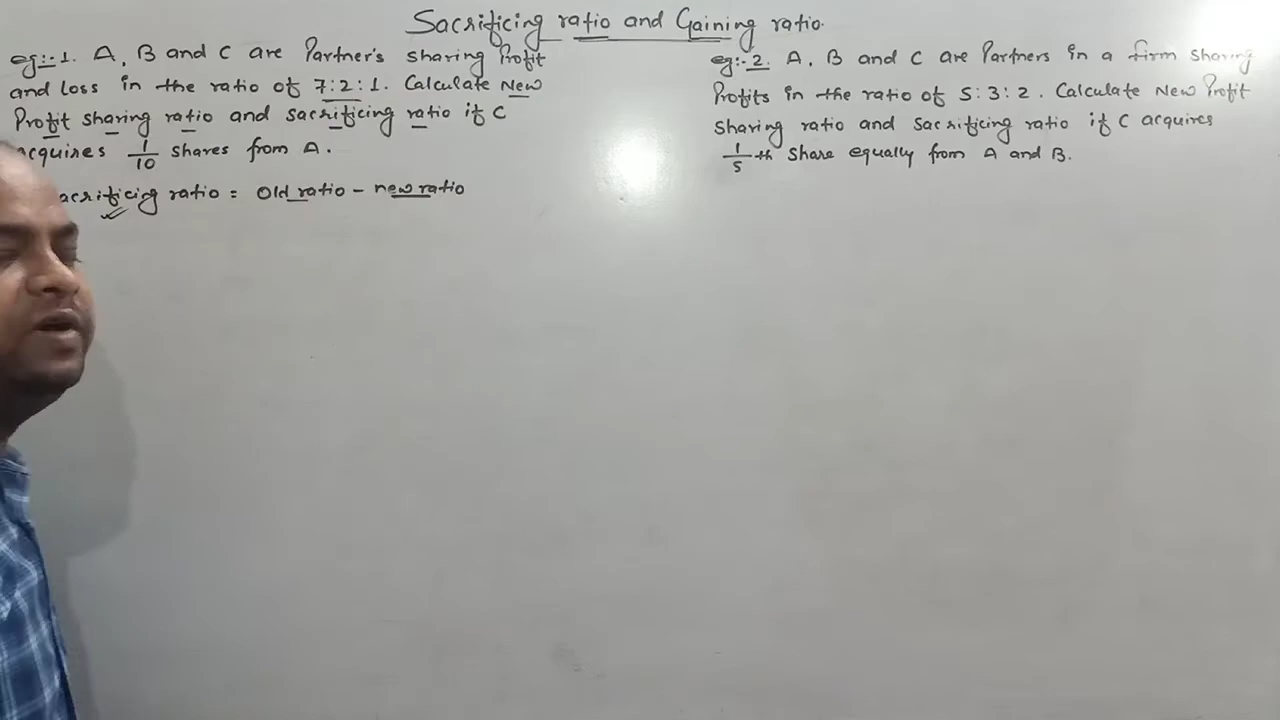 Sacrificing ratio and Gaining ratio.
eg:-1. A, B and C are Partner's sharing Profit
and loss in the ratio of 7:2:1. Calculate New
Profit sharing ratio and sacrificing ratio if C
acquires 1/10 shares from A.
acrificing ratio = Old ratio - new ratio
eg:-2. A, B and C are Partners in a firm sharing
Profits in the ratio of 5:3:2. Calculate New Profit
Sharing ratio and Sacrificing ratio if C acquires
1/5 th Share equally from A and B.